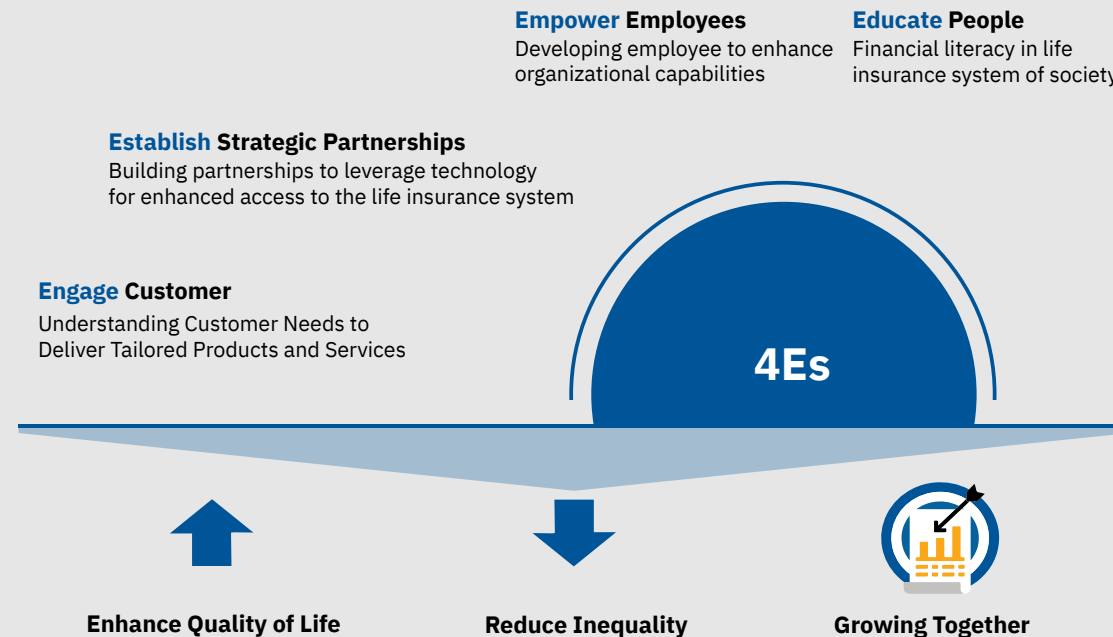 Empower Employees
Developing employee to enhance
organizational capabilities
Educate People
Financial literacy in life
insurance system of society
Establish Strategic Partnerships
Building partnerships to leverage technology
for enhanced access to the life insurance system
Engage Customer
Understanding Customer Needs to
Deliver Tailored Products and Services
4Es
Enhance Quality of Life
Reduce Inequality
Growing Together